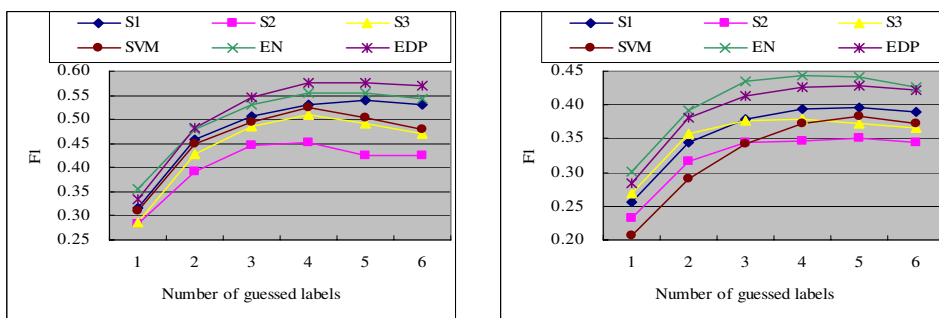 S1 S2 S3
SVM EN EDP
0.60
0.55
0.50
0.45
0.40
0.35
0.30
0.25
F1
1 2 3 4 5 6
Number of guessed labels
S1 S2 S3
SVM EN EDP
0.45
0.40
0.35
0.30
0.25
0.20
F1
1 2 3 4 5 6
Number of guessed labels